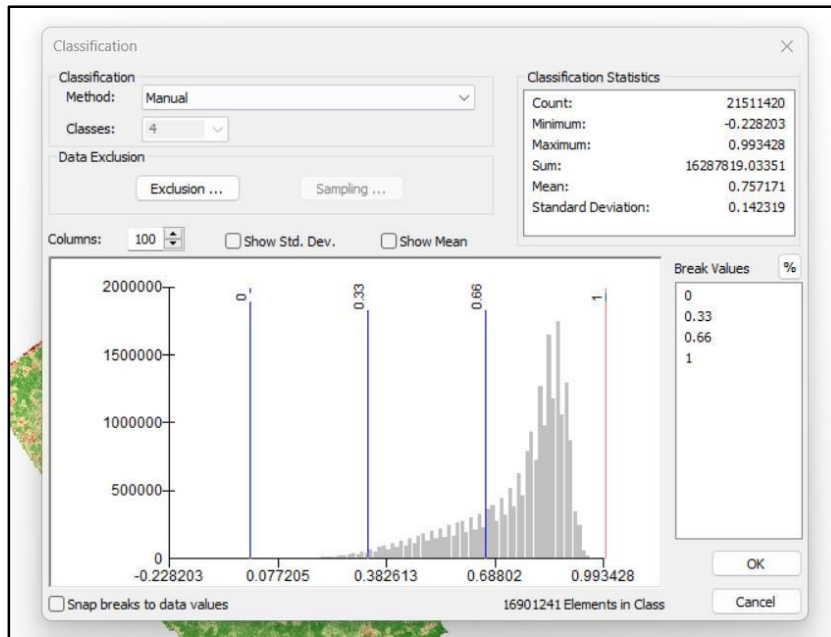 Classification
Classification
Method: Manual
Classes: 4
Data Exclusion
Exclusion ...
Sampling ...
Classification Statistics
Count: 21511420
Minimum: -0.228203
Maximum: 0.993428
Sum: 16287819.03351
Mean: 0.757171
Standard Deviation: 0.142319
Columns: 100
Show Std. Dev.
Show Mean
Break Values %
0
0.33
0.66
1
0
0.33
0.66
1
2000000
1500000
1000000
500000
0
-0.228203 0.077205 0.382613 0.68802 0.993428
OK
Snap breaks to data values
16901241 Elements in Class
Cancel